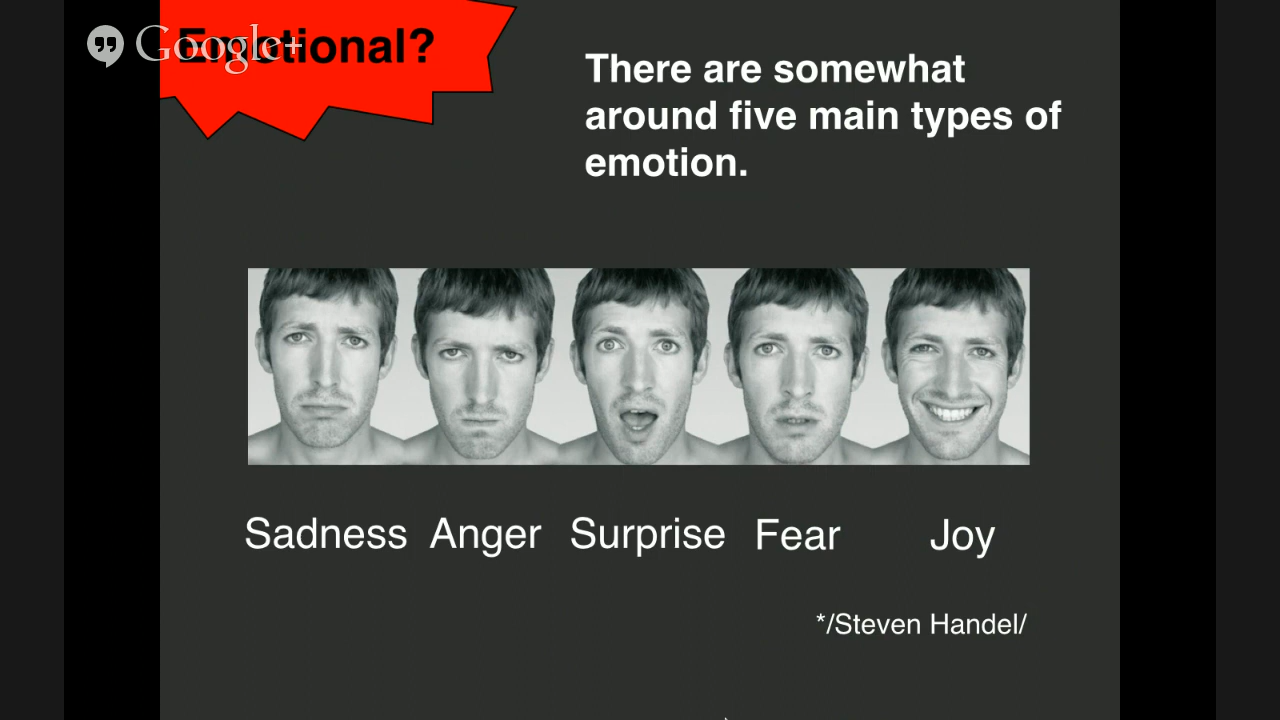 Google+
Emotional?
There are somewhat
around five main types of
emotion.
Sadness Anger Surprise Fear Joy
*/Steven Handel/